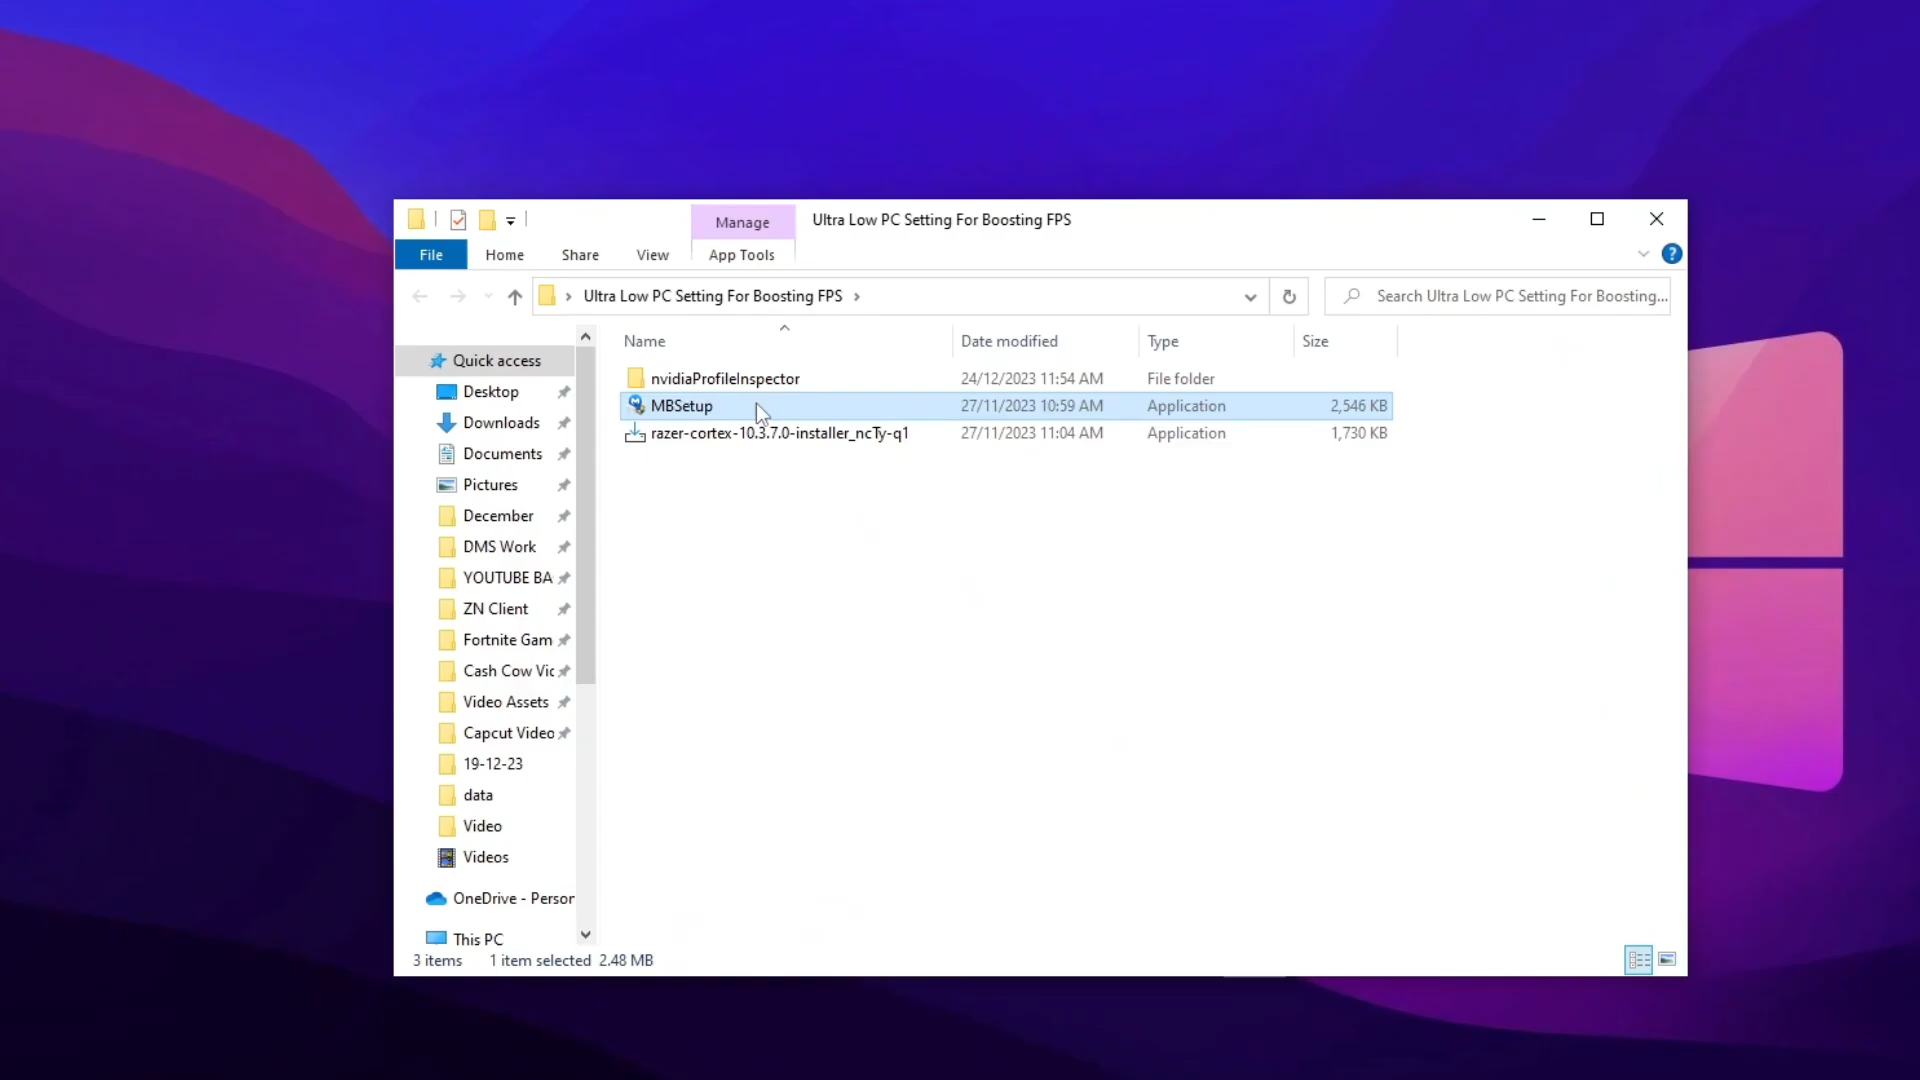 Manage
Ultra Low PC Setting For Boosting FPS
File
Home
Share
View
App Tools
?
Ultra Low PC Setting For Boosting FPS
Search Ultra Low PC Setting For Boosting...
Name
Date modified
Type
Size
nvidiaProfileInspector 24/12/2023 11:54 AM File folder
MBSetup 27/11/2023 10:59 AM Application 2,546 KB
razer-cortex-10.3.7.0-installer_ncTy-q1 27/11/2023 11:04 AM Application 1,730 KB
Quick access
Desktop
Downloads
Documents
Pictures
December
DMS Work
YOUTUBE BA
ZN Client
Fortnite Gam
Cash Cow Vic
Video Assets
Capcut Video
19-12-23
data
Video
Videos
OneDrive - Person
This PC
3 items 1 item selected 2.48 MB